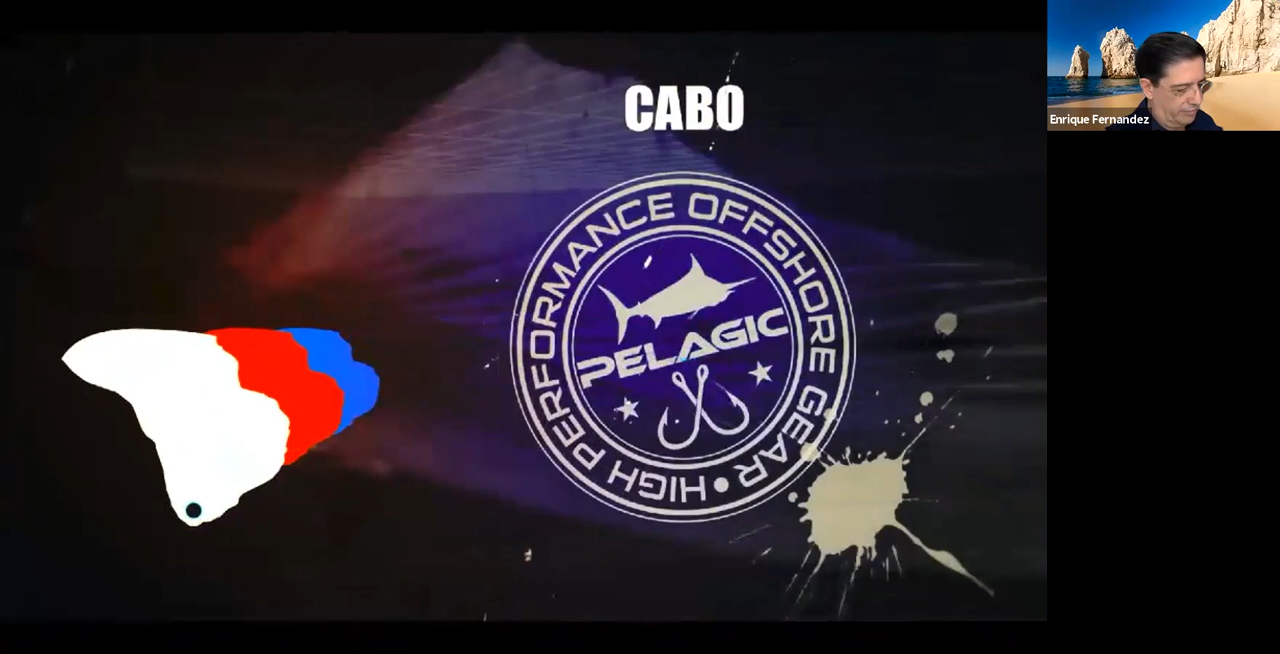 CABO
HIGH PERFORMANCE OFFSHORE GEAR •
PELAGIC
Enrique Fernandez